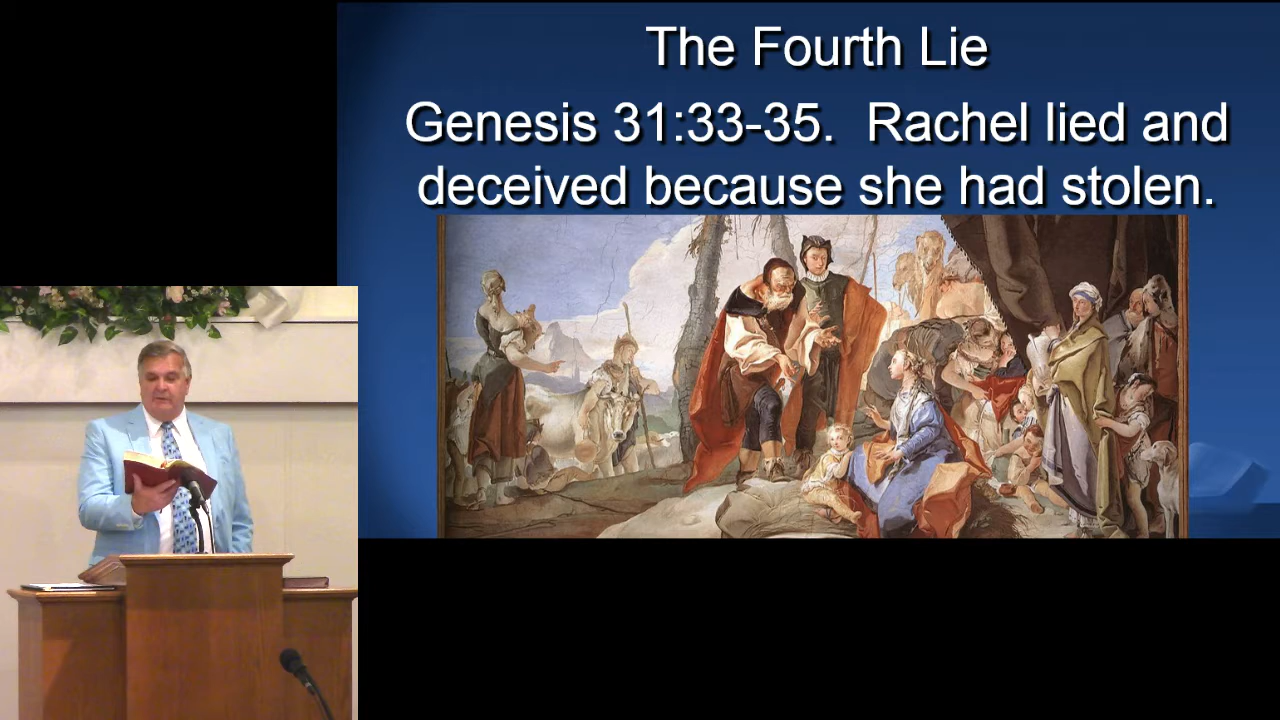 The Fourth Lie
Genesis 31:33-35.  Rachel lied and
deceived because she had stolen.